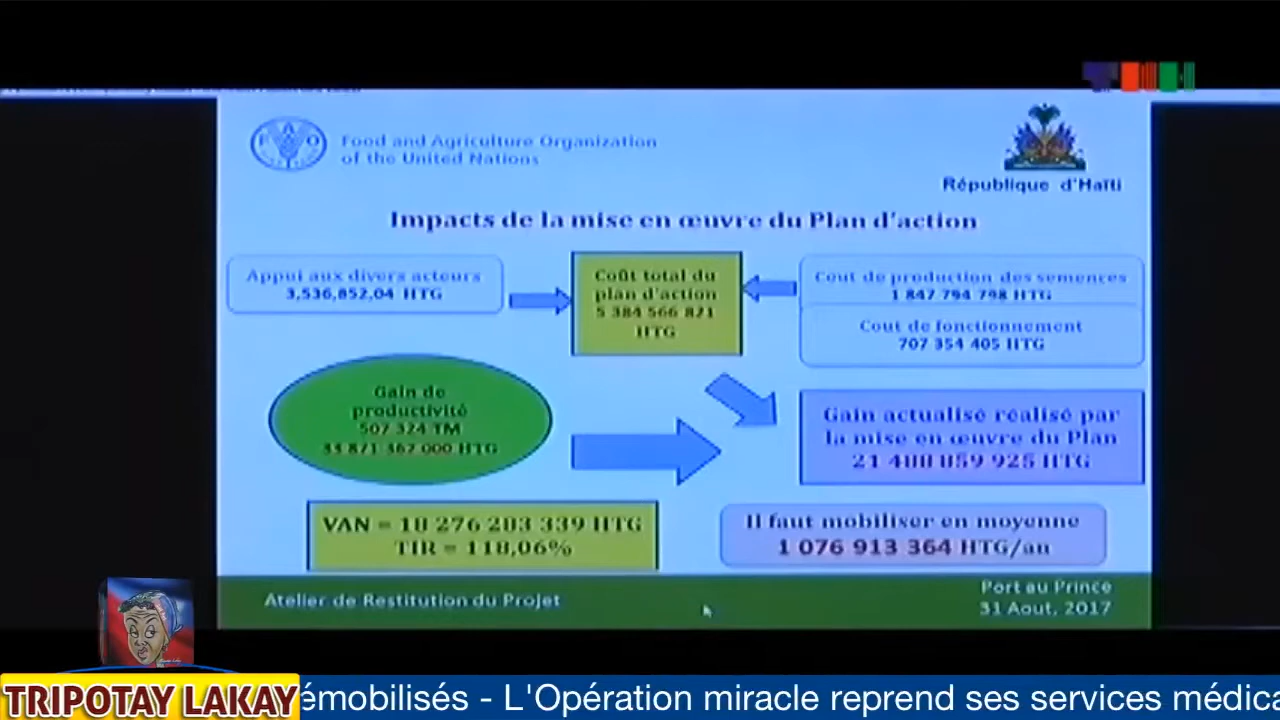 Food and Agriculture Organization
of the United Nations
République d'Haïti
Impacts de la mise en œuvre du Plan d'action
Appui aux divers acteurs
3,536,852,04 HTG
Coût total du
plan d'action
5 384 566 821
HTG
Cout de production des semences
1 847 794 798 HTG
Cout de fonctionnement
707 354 405 HTG
Gain de
productivité
507 324 TM
33 871 367 000 HTG
Gain actualisé réalisé par
la mise en œuvre du Plan
21 488 859 925 HTG
VAN = 18 276 283 339 HTG
TIR = 118,06%
Il faut mobiliser en moyenne
1 076 913 364 HTG/an
Atelier de Restitution du Projet
Port au Prince
31 Aout, 2017
TRIPOTAY LAKAY
émobilisés - L'Opération miracle reprend ses services médica